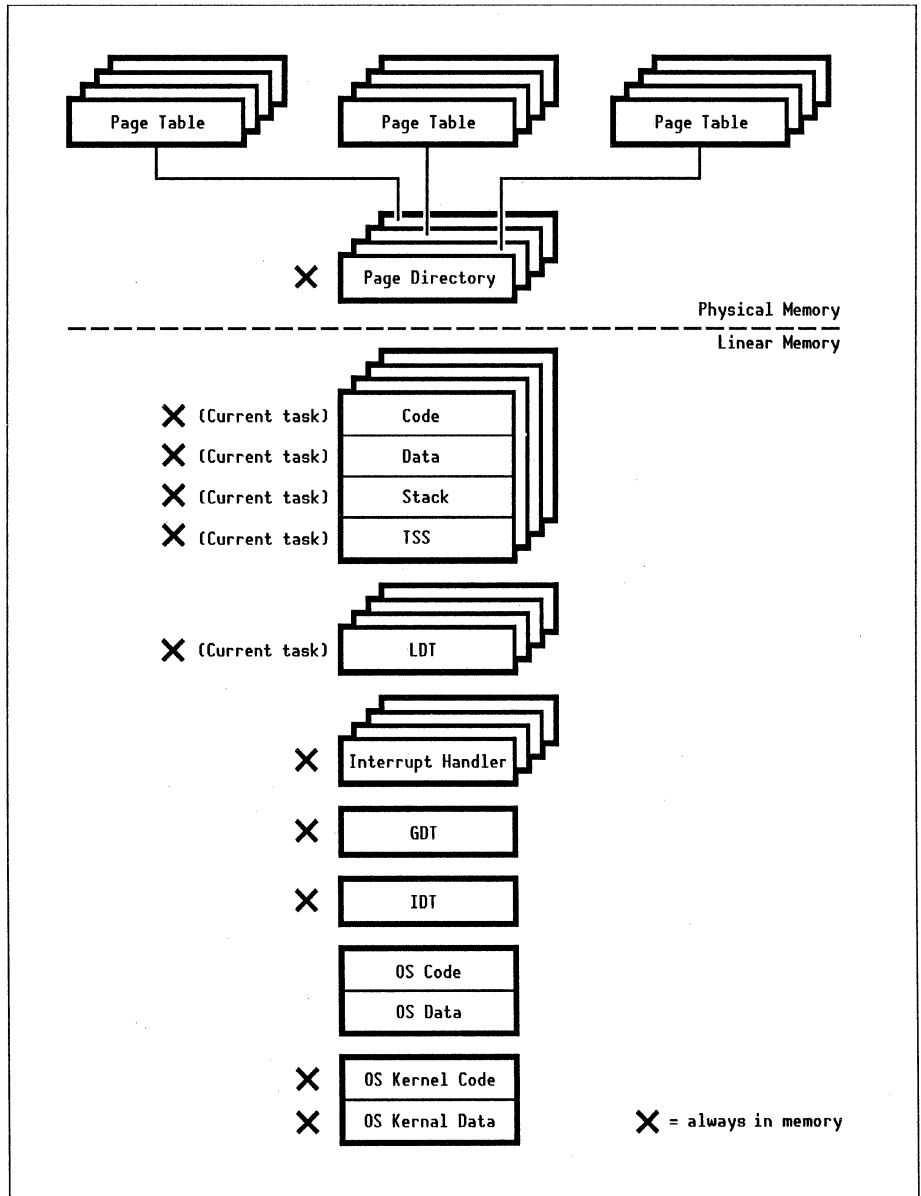 Page Table
Page Table
Page Table
Page Directory
Physical Memory
Linear Memory
(Current task)
Code
(Current task)
Data
(Current task)
Stack
(Current task)
TSS
(Current task)
LDT
Interrupt Handler
GDT
IDT
OS Code
OS Data
OS Kernel Code
OS Kernal Data
= always in memory